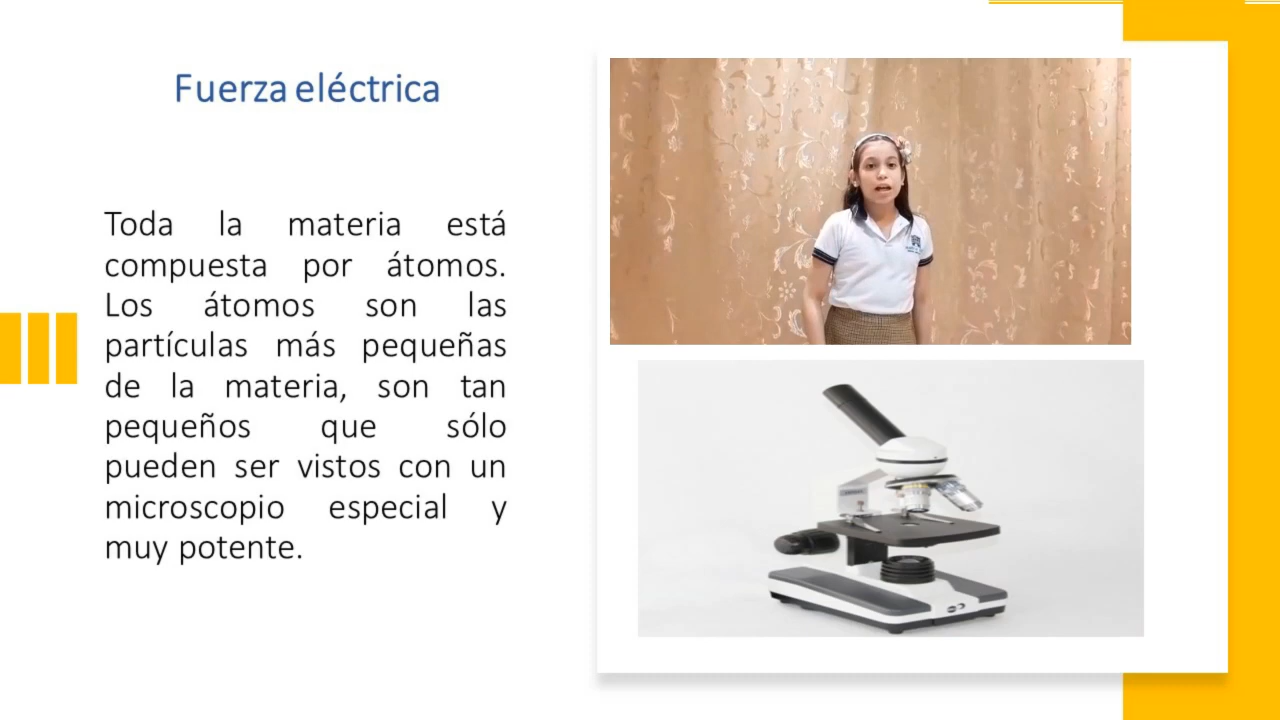 Fuerza eléctrica
Toda la materia está
compuesta por átomos.
Los átomos son las
partículas más pequeñas
de la materia, son tan
pequeños que sólo
pueden ser vistos con un
microscopio especial y
muy potente.